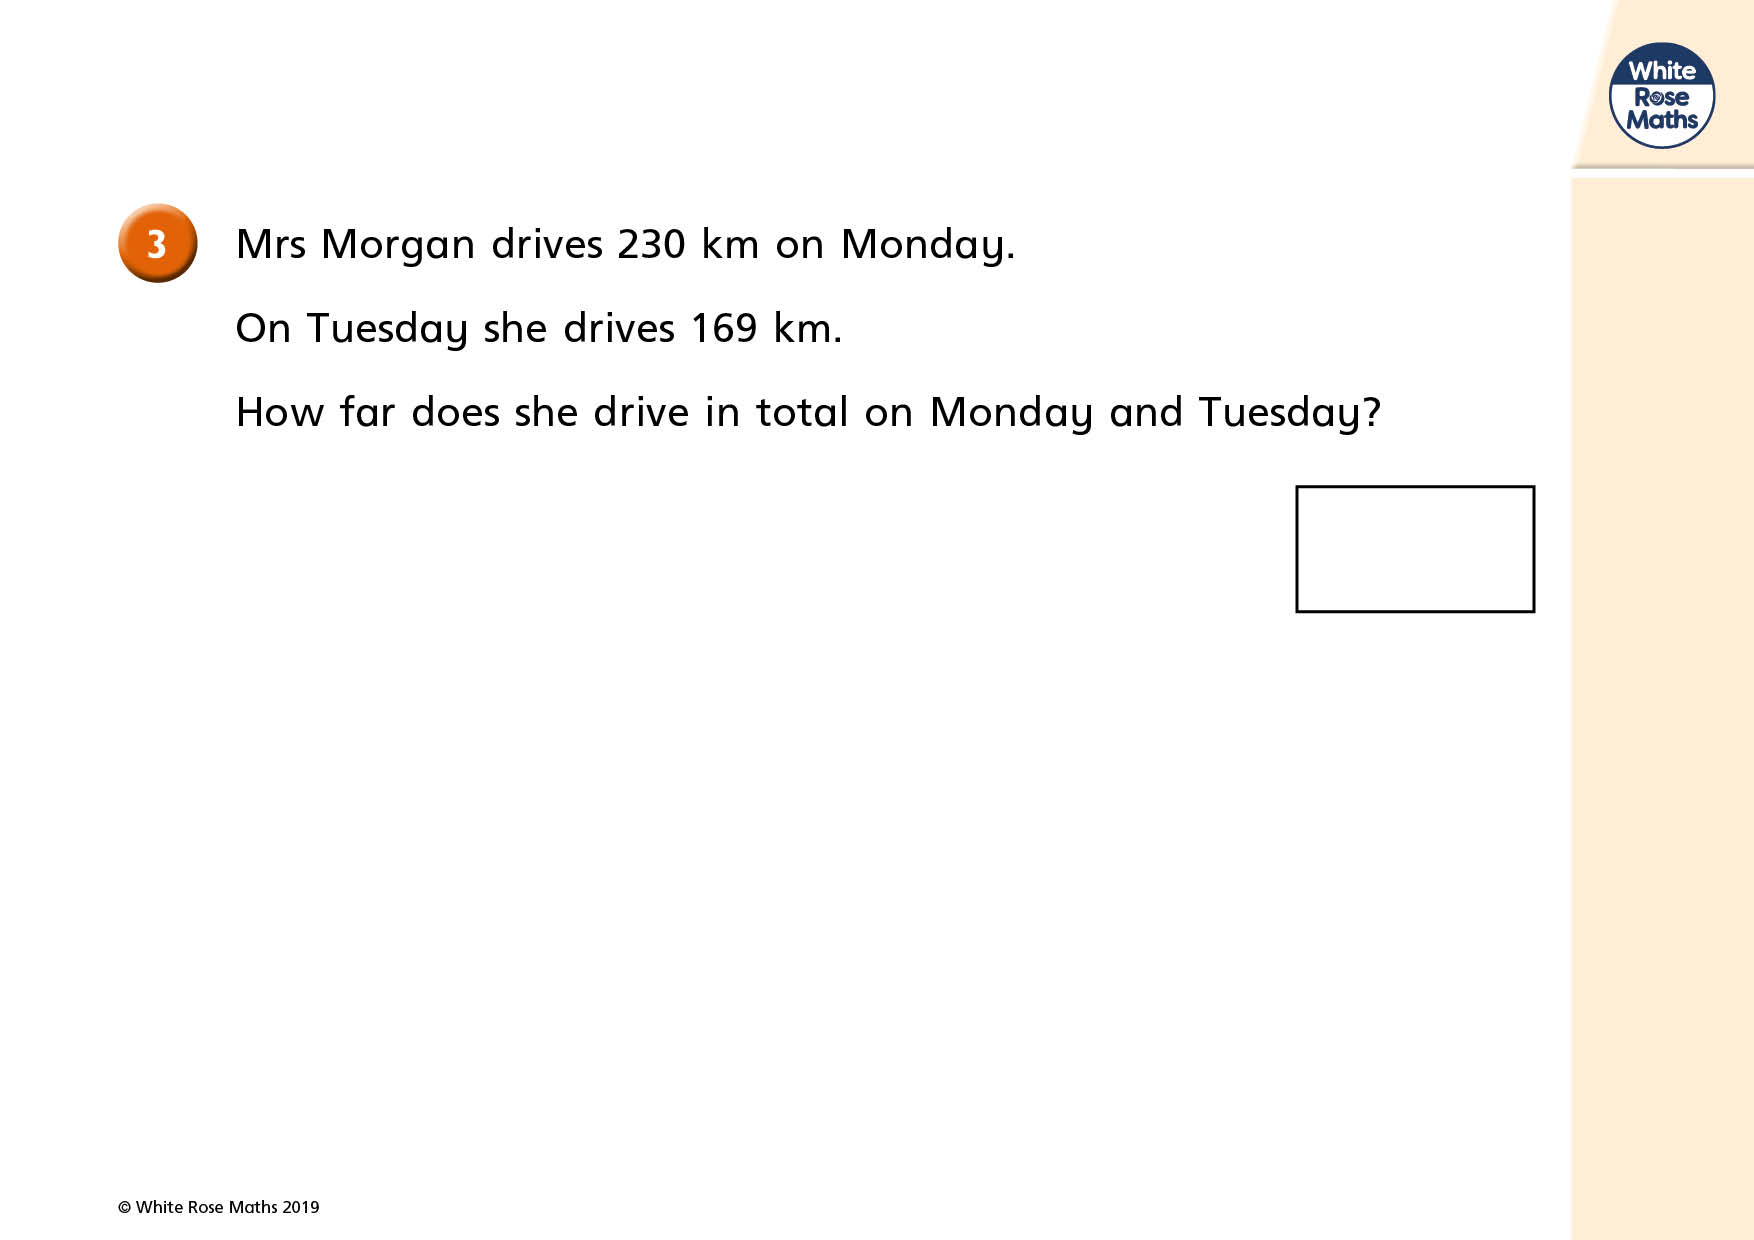 White
Rose
Maths
3 Mrs Morgan drives 230 km on Monday.
On Tuesday she drives 169 km.
How far does she drive in total on Monday and Tuesday?
© White Rose Maths 2019